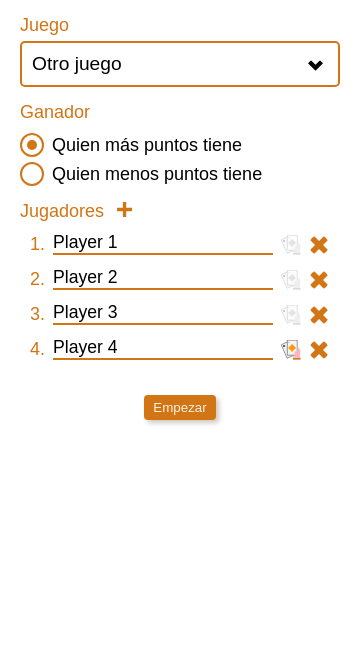 Juego
Otro juego
Ganador
Quien más puntos tiene
Quien menos puntos tiene
Jugadores
1. Player 1
2. Player 2
3. Player 3
4. Player 4
Empezar